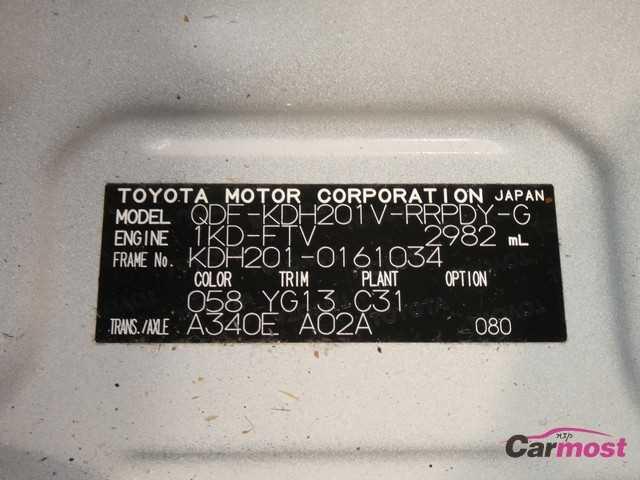 TOYOTA MOTOR CORPORATION JAPAN
MODEL QDF-KDH201V-RRPDY-G
ENGINE 1KD-FTV 2982 mL
FRAME No. KDH201-0161034
COLOR TRIM PLANT OPTION
058 YG13 C31
TRANS./AXLE A340E A02A 080
Carmost